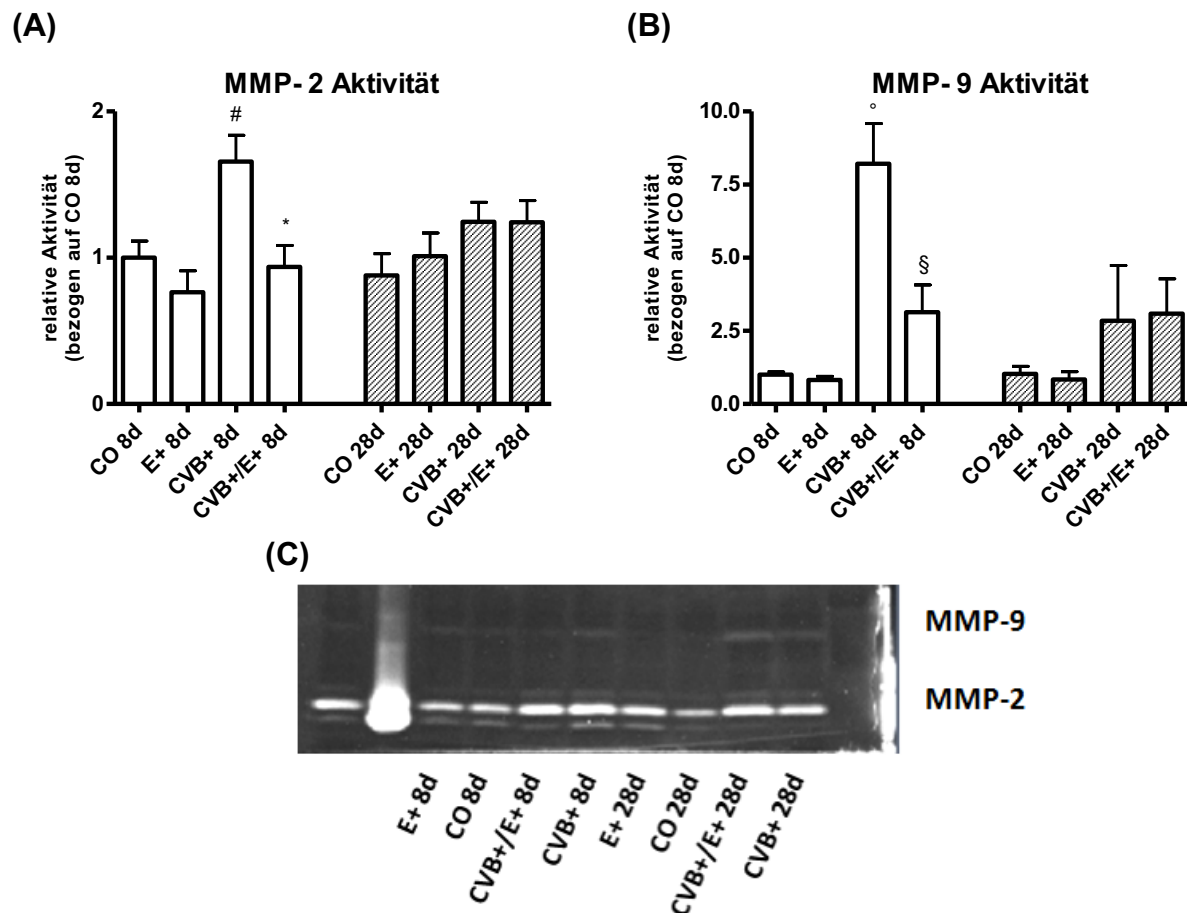 (A)
MMP- 2 Aktivität
relative Aktivität
(bezogen auf CO 8d)
2
1
0
#
*
CO 8d
E+ 8d
CVB+ 8d
CVB+/E+ 8d
CO 28d
E+ 28d
CVB+ 28d
CVB+/E+ 28d
(B)
MMP- 9 Aktivität
relative Aktivität
(bezogen auf CO 8d)
10.0
7.5
5.0
2.5
0.0
°
§
CO 8d
E+ 8d
CVB+ 8d
CVB+/E+ 8d
CO 28d
E+ 28d
CVB+ 28d
CVB+/E+ 28d
(C)
MMP-9
MMP-2
E+ 8d
CO 8d
CVB+/E+ 8d
CVB+ 8d
E+ 28d
CO 28d
CVB+/E+ 28d
CVB+ 28d